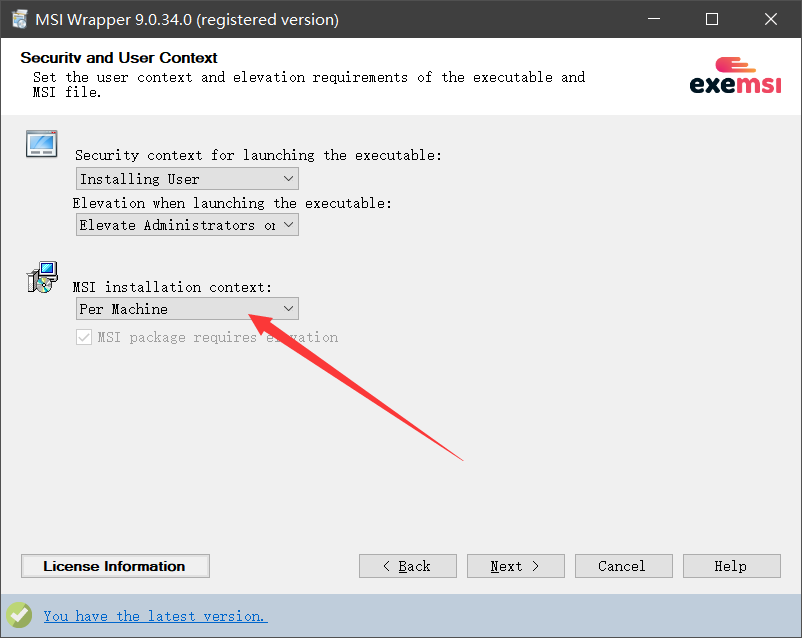 MSI Wrapper 9.0.34.0 (registered version)
Security and User Context
Set the user context and elevation requirements of the executable and
MSI file.
exemsi
Security context for launching the executable:
Installing User
Elevation when launching the executable:
Elevate Administrators or
MSI installation context:
Per Machine
MSI package requires elevation
License Information
< Back
Next >
Cancel
Help
You have the latest version.